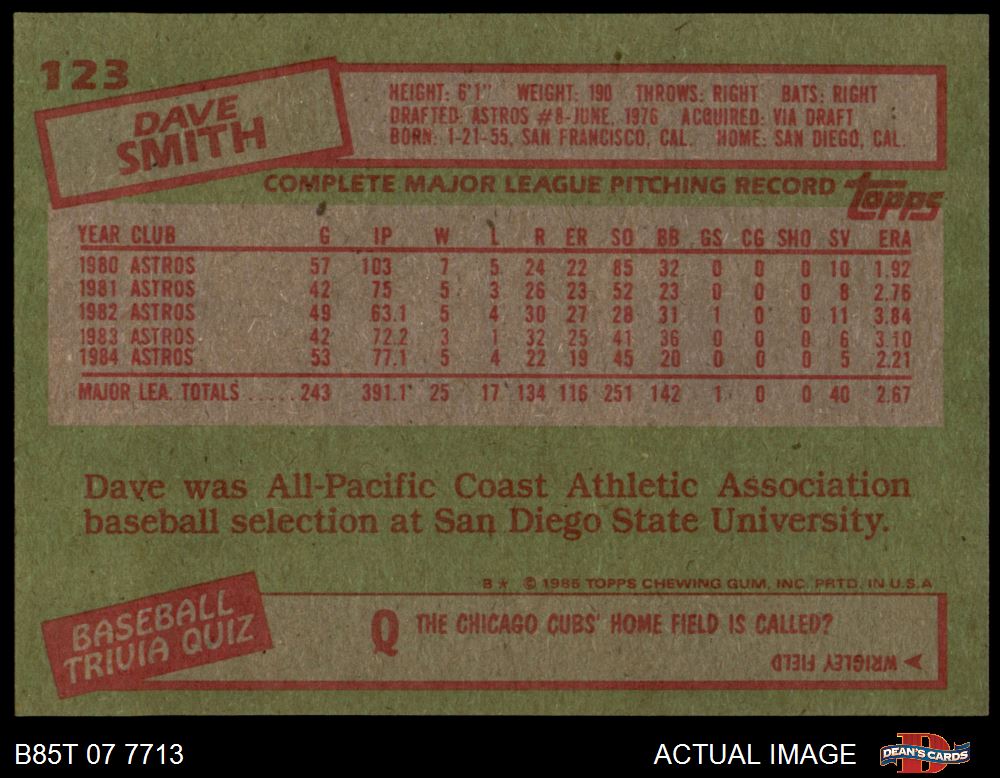 123
DAVE
SMITH
HEIGHT: 6'1" WEIGHT: 190 THROWS: RIGHT BATS: RIGHT
DRAFTED: ASTROS #8-JUNE, 1976 ACQUIRED: VIA DRAFT
BORN: 1-21-55, SAN FRANCISCO, CAL. HOME: SAN DIEGO, CAL.
COMPLETE MAJOR LEAGUE PITCHING RECORD topps
YEAR CLUB G IP W L R ER SO BB GS CG SHO SV ERA
1980 ASTROS 57 103 7 5 24 22 85 32 0 0 0 10 1.92
1981 ASTROS 42 75 5 3 26 23 52 23 0 0 0 8 2.76
1982 ASTROS 49 63.1 5 4 30 27 28 31 1 0 0 11 3.84
1983 ASTROS 42 72.2 3 1 32 25 41 36 0 0 0 6 3.10
1984 ASTROS 53 77.1 5 4 22 19 45 20 0 0 0 5 2.21
MAJOR LEA. TOTALS ..... 243 391.1 25 17 134 116 251 142 1 0 0 40 2.67
Dave was All-Pacific Coast Athletic Association
baseball selection at San Diego State University.
B* © 1985 TOPPS CHEWING GUM, INC. PRTD. IN U.S.A
BASEBALL
TRIVIA QUIZ
Q THE CHICAGO CUBS' HOME FIELD IS CALLED?
WRIGLEY FIELD
B85T 07 7713 ACTUAL IMAGE D DEAN'S CARDS